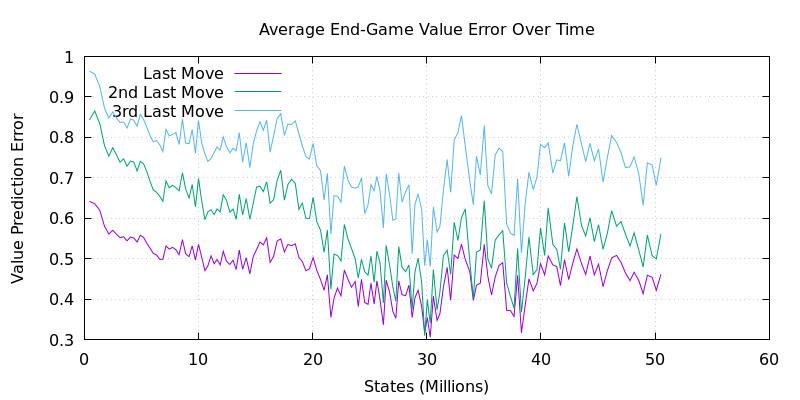 Average End-Game Value Error Over Time
Value Prediction Error
1
0.9
0.8
0.7
0.6
0.5
0.4
0.3
Last Move
2nd Last Move
3rd Last Move
0 10 20 30 40 50 60
States (Millions)